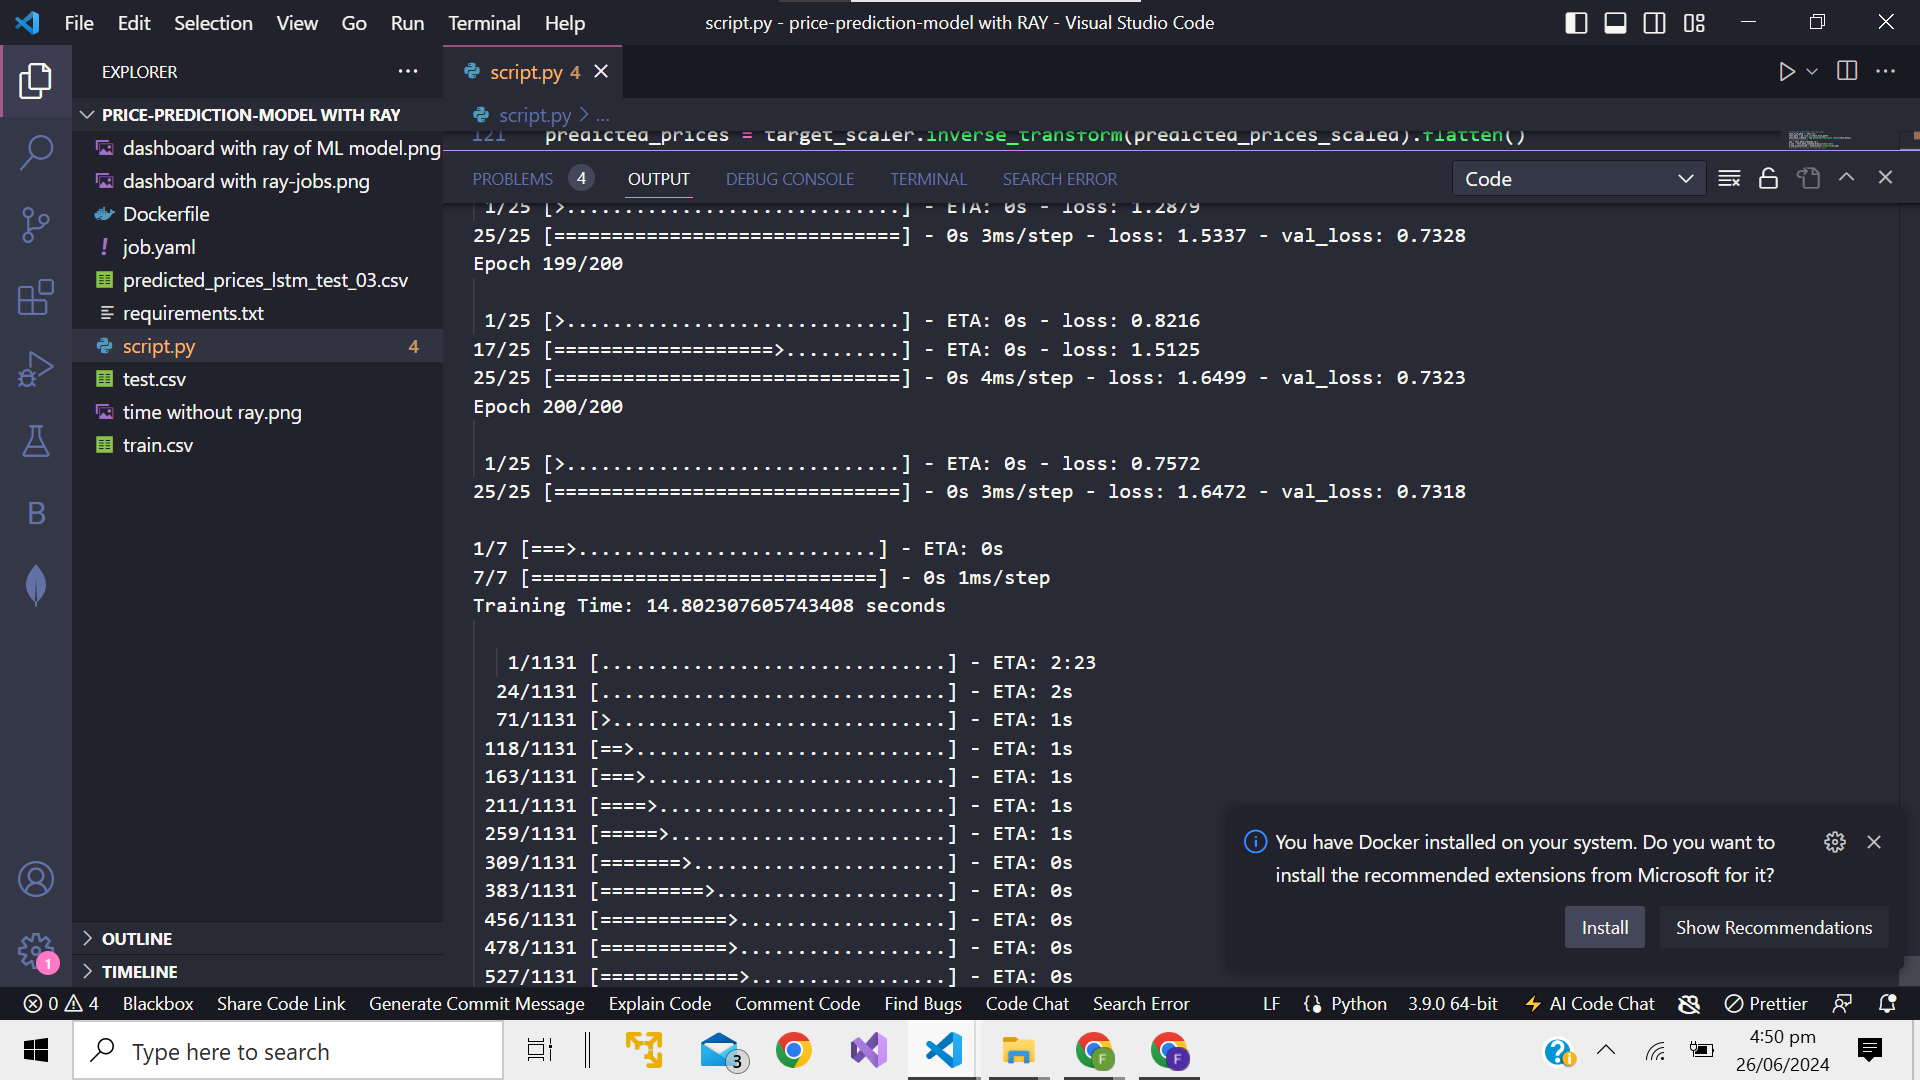 File Edit Selection View Go Run Terminal Help
script.py - price-prediction-model with RAY - Visual Studio Code
EXPLORER
PRICE-PREDICTION-MODEL WITH RAY
dashboard with ray of ML model.png
dashboard with ray-jobs.png
Dockerfile
job.yaml
predicted_prices_lstm_test_03.csv
requirements.txt
script.py 4
test.csv
time without ray.png
train.csv
OUTLINE
TIMELINE
B
1
script.py 4
script.py > ...
121 predicted_prices = target_scaler.inverse_transform(predicted_prices_scaled).flatten()
PROBLEMS 4 OUTPUT DEBUG CONSOLE TERMINAL SEARCH ERROR Code
1/25 [>.............................] - ETA: 0s - loss: 1.2879
25/25 [==============================] - 0s 3ms/step - loss: 1.5337 - val_loss: 0.7328
Epoch 199/200
1/25 [>.............................] - ETA: 0s - loss: 0.8216
17/25 [===================>..........] - ETA: 0s - loss: 1.5125
25/25 [==============================] - 0s 4ms/step - loss: 1.6499 - val_loss: 0.7323
Epoch 200/200
1/25 [>.............................] - ETA: 0s - loss: 0.7572
25/25 [==============================] - 0s 3ms/step - loss: 1.6472 - val_loss: 0.7318
1/7 [===>..........................] - ETA: 0s
7/7 [==============================] - 0s 1ms/step
Training Time: 14.802307605743408 seconds
1/1131 [..............................] - ETA: 2:23
24/1131 [..............................] - ETA: 2s
71/1131 [>.............................] - ETA: 1s
118/1131 [==>...........................] - ETA: 1s
163/1131 [===>..........................] - ETA: 1s
211/1131 [====>.........................] - ETA: 1s
259/1131 [=====>........................] - ETA: 1s
309/1131 [=======>......................] - ETA: 0s
383/1131 [=========>....................] - ETA: 0s
456/1131 [===========>..................] - ETA: 0s
478/1131 [===========>..................] - ETA: 0s
527/1131 [============>.................] - ETA: 0s
You have Docker installed on your system. Do you want to
install the recommended extensions from Microsoft for it?
Install Show Recommendations
0 4 Blackbox Share Code Link Generate Commit Message Explain Code Comment Code Find Bugs Code Chat Search Error LF Python 3.9.0 64-bit AI Code Chat Prettier
Type here to search
3
F
F
4:50 pm
26/06/2024